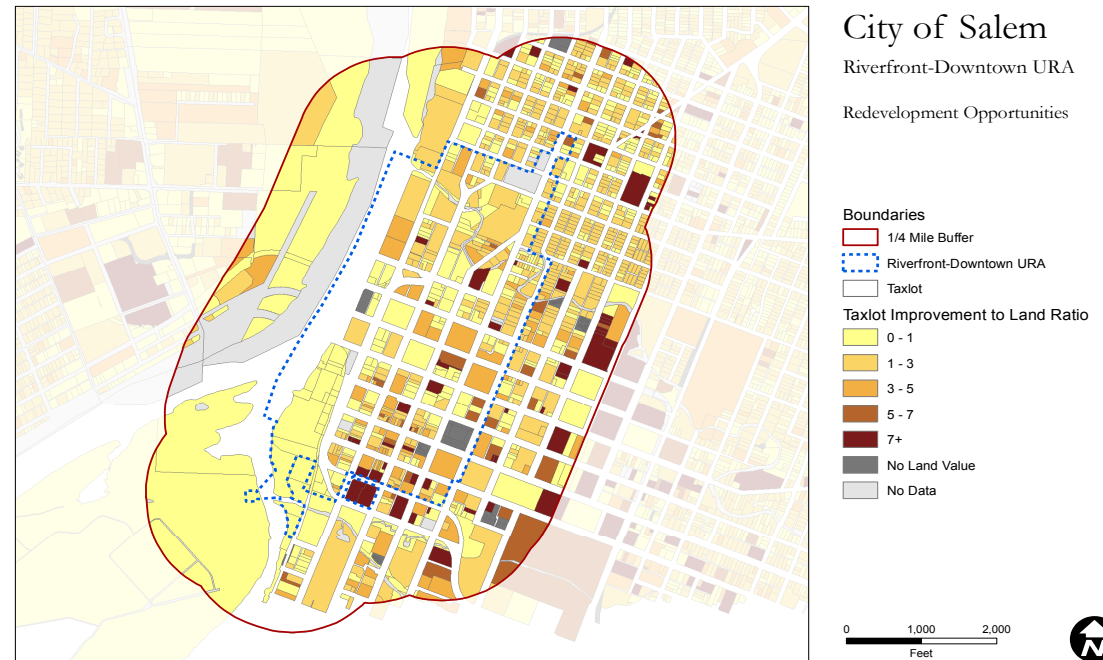 City of Salem
Riverfront-Downtown URA
Redevelopment Opportunities
Boundaries
1/4 Mile Buffer
Riverfront-Downtown URA
Taxlot
Taxlot Improvement to Land Ratio
0 - 1
1 - 3
3 - 5
5 - 7
7+
No Land Value
No Data
0 1,000 2,000
Feet
N